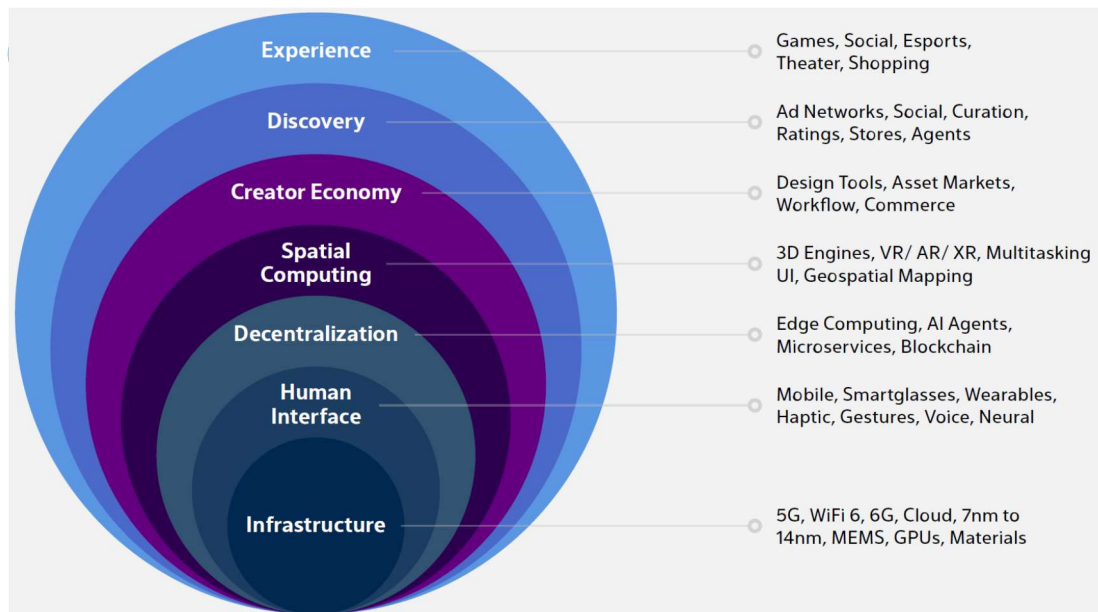 Experience
Games, Social, Esports,
Theater, Shopping
Discovery
Ad Networks, Social, Curation,
Ratings, Stores, Agents
Creator Economy
Design Tools, Asset Markets,
Workflow, Commerce
Spatial
Computing
3D Engines, VR/ AR/ XR, Multitasking
UI, Geospatial Mapping
Decentralization
Edge Computing, AI Agents,
Microservices, Blockchain
Human
Interface
Mobile, Smartglasses, Wearables,
Haptic, Gestures, Voice, Neural
Infrastructure
5G, WiFi 6, 6G, Cloud, 7nm to
14nm, MEMS, GPUs, Materials